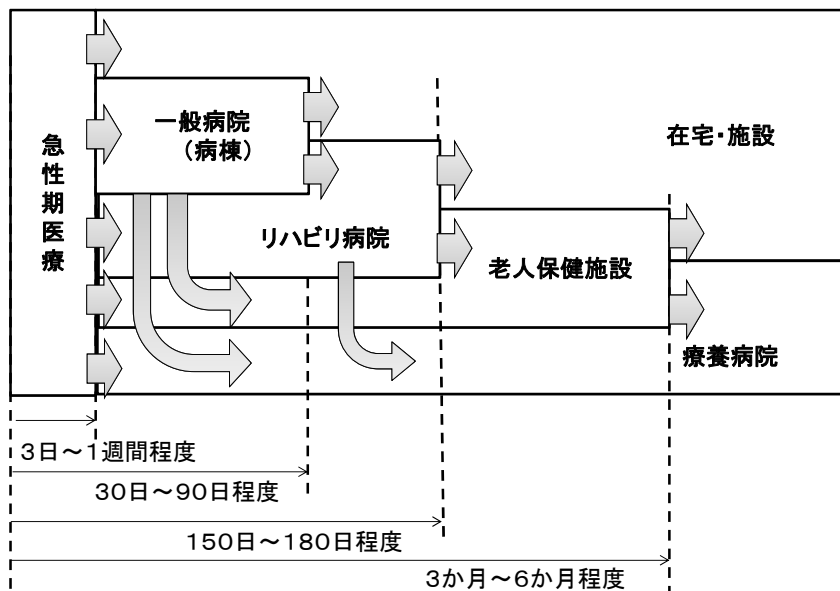 急性期医療
一般病院
(病棟)
在宅・施設
リハビリ病院
老人保健施設
療養病院
3日～1週間程度
30日～90日程度
150日～180日程度
3か月～6か月程度